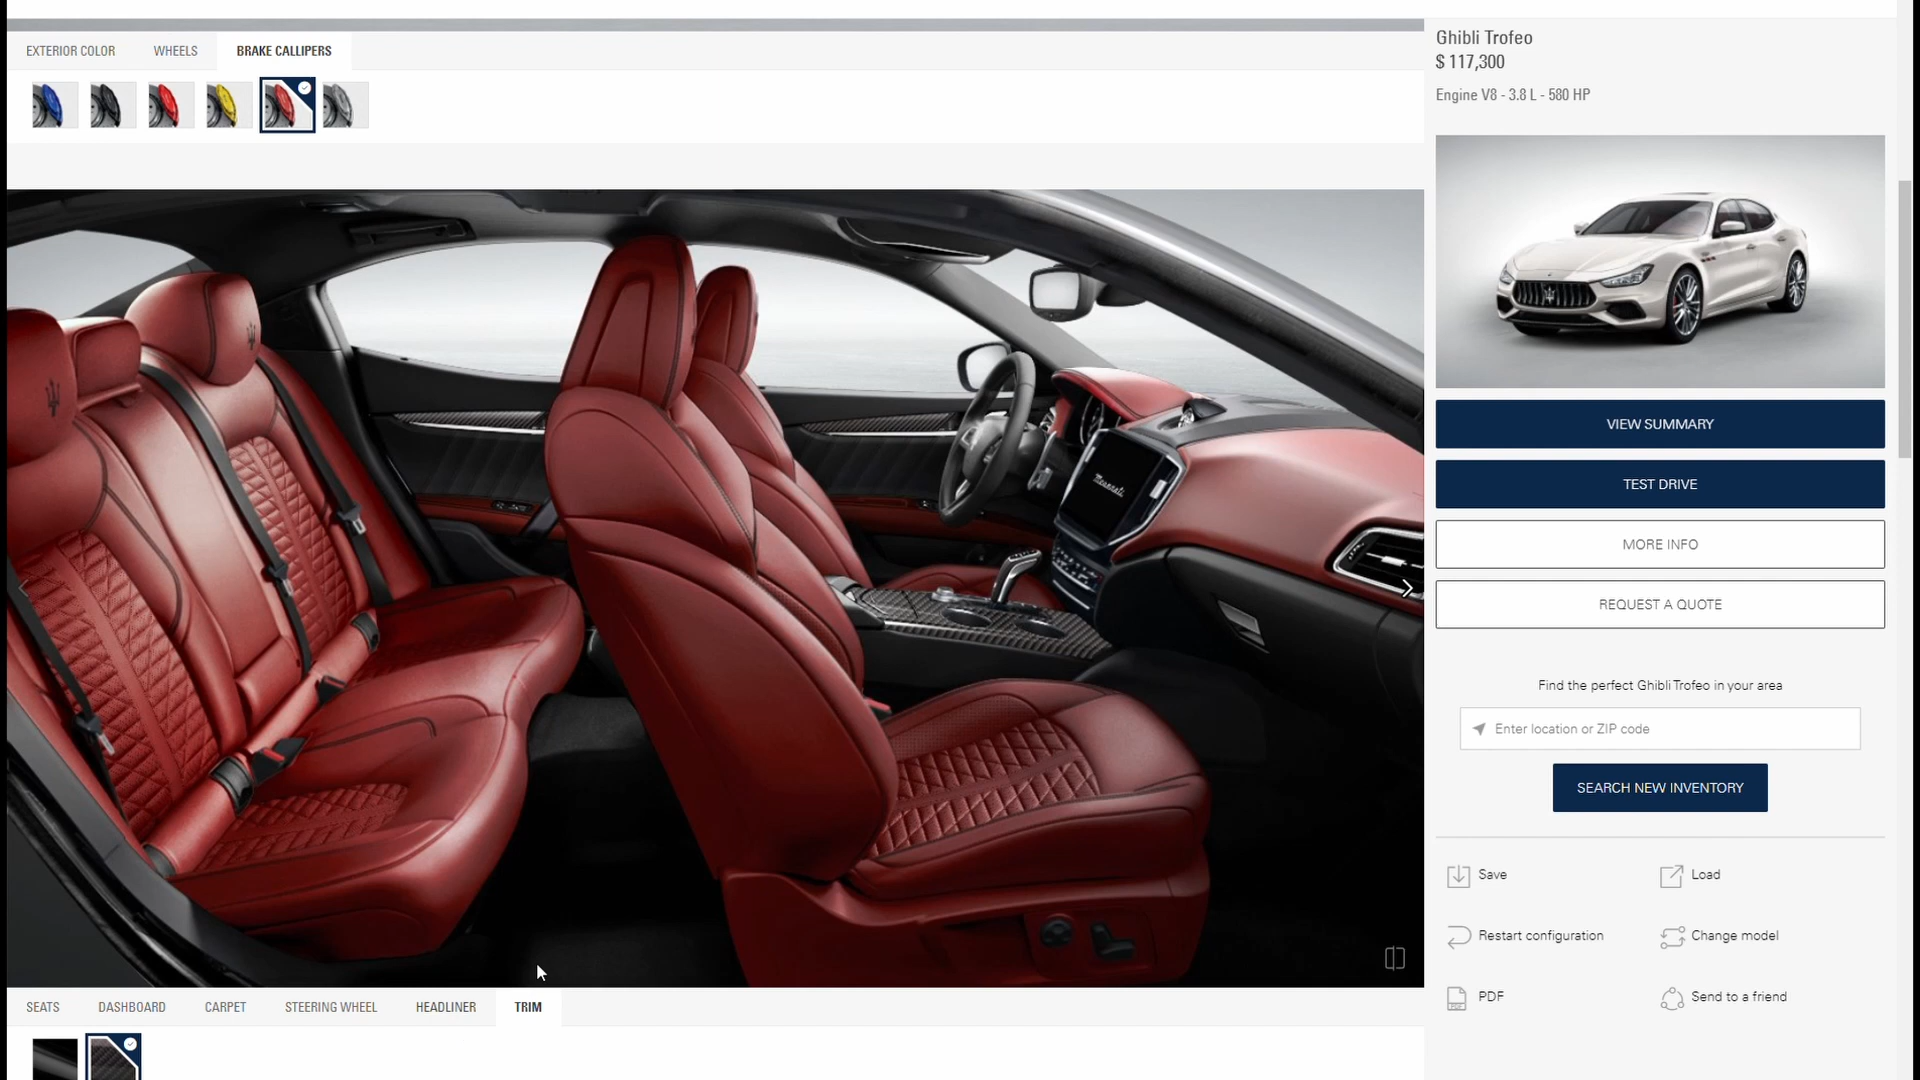 EXTERIOR COLOR
WHEELS
BRAKE CALLIPERS
Ghibli Trofeo
$ 117,300
Engine V8 - 3.8 L - 580 HP
Maserati
VIEW SUMMARY
TEST DRIVE
MORE INFO
REQUEST A QUOTE
Find the perfect Ghibli Trofeo in your area
Enter location or ZIP code
SEARCH NEW INVENTORY
Save
Load
Restart configuration
Change model
PDF
Send to a friend
SEATS
DASHBOARD
CARPET
STEERING WHEEL
HEADLINER
TRIM